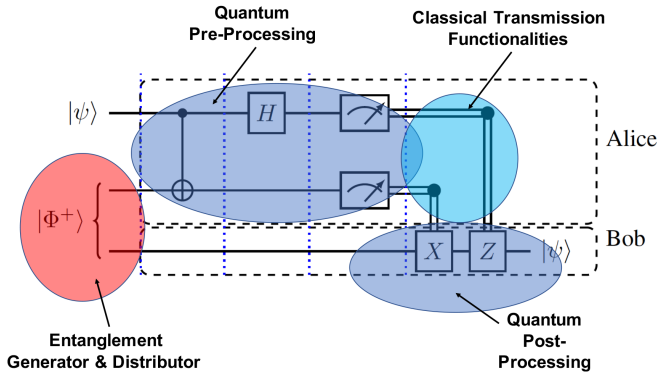 Quantum
Pre-Processing
Classical Transmission
Functionalities
|ψ⟩
H
Alice
|Φ⁺⟩
Bob
X
Z
|ψ⟩
Entanglement
Generator & Distributor
Quantum
Post-
Processing